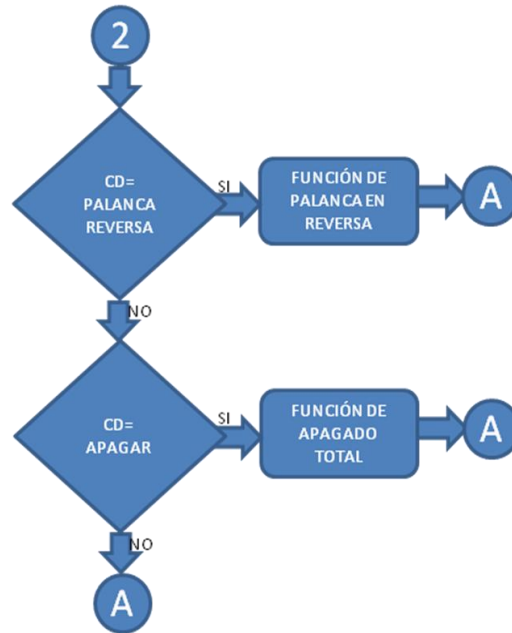 2
CD=
PALANCA
REVERSA
SI
FUNCIÓN DE
PALANCA EN
REVERSA
A
NO
CD=
APAGAR
SI
FUNCIÓN DE
APAGADO
TOTAL
A
NO
A